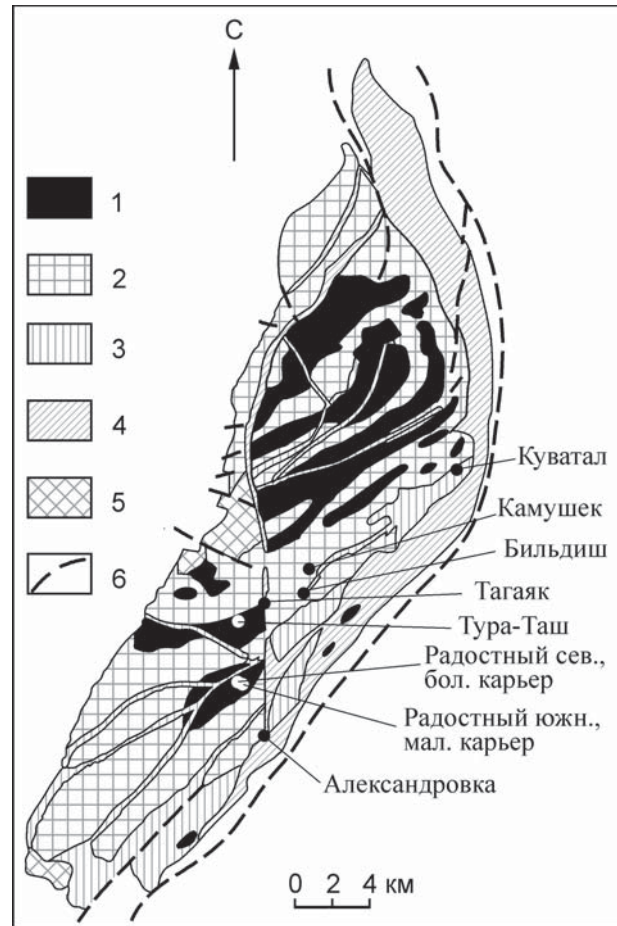 С
1
2
3
4
5
6
Куватал
Камушек
Бильдиш
Тагаяк
Тура-Таш
Радостный сев.,
бол. карьер
Радостный южн.,
мал. карьер
Александровка
0 2 4 км